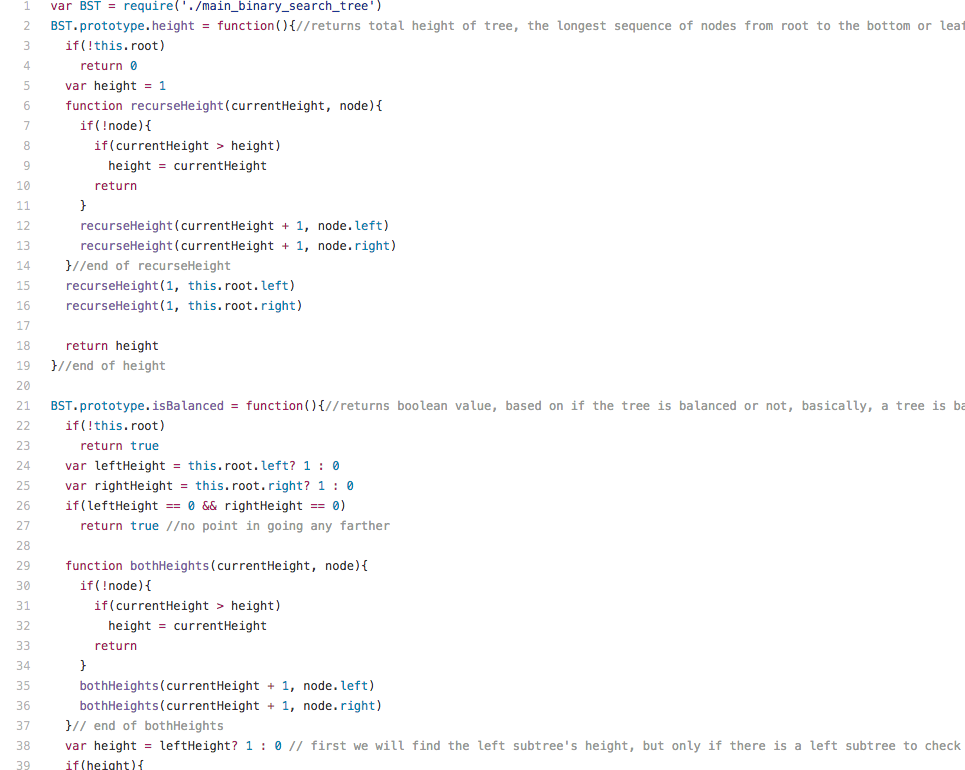 1 var BST = require('./main_binary_search_tree')
2 BST.prototype.height = function(){//returns total height of tree, the longest sequence of nodes from root to the bottom or leaf
3 if(!this.root)
4 return 0
5 var height = 1
6 function recurseHeight(currentHeight, node){
7 if(!node){
8 if(currentHeight > height)
9 height = currentHeight
10 return
11 }
12 recurseHeight(currentHeight + 1, node.left)
13 recurseHeight(currentHeight + 1, node.right)
14 }//end of recurseHeight
15 recurseHeight(1, this.root.left)
16 recurseHeight(1, this.root.right)
17
18 return height
19 }//end of height
20
21 BST.prototype.isBalanced = function(){//returns boolean value, based on if the tree is balanced or not, basically, a tree is ba
22 if(!this.root)
23 return true
24 var leftHeight = this.root.left? 1 : 0
25 var rightHeight = this.root.right? 1 : 0
26 if(leftHeight == 0 && rightHeight == 0)
27 return true //no point in going any farther
28
29 function bothHeights(currentHeight, node){
30 if(!node){
31 if(currentHeight > height)
32 height = currentHeight
33 return
34 }
35 bothHeights(currentHeight + 1, node.left)
36 bothHeights(currentHeight + 1, node.right)
37 }// end of bothHeights
38 var height = leftHeight? 1 : 0 // first we will find the left subtree's height, but only if there is a left subtree to check
39 if(height){